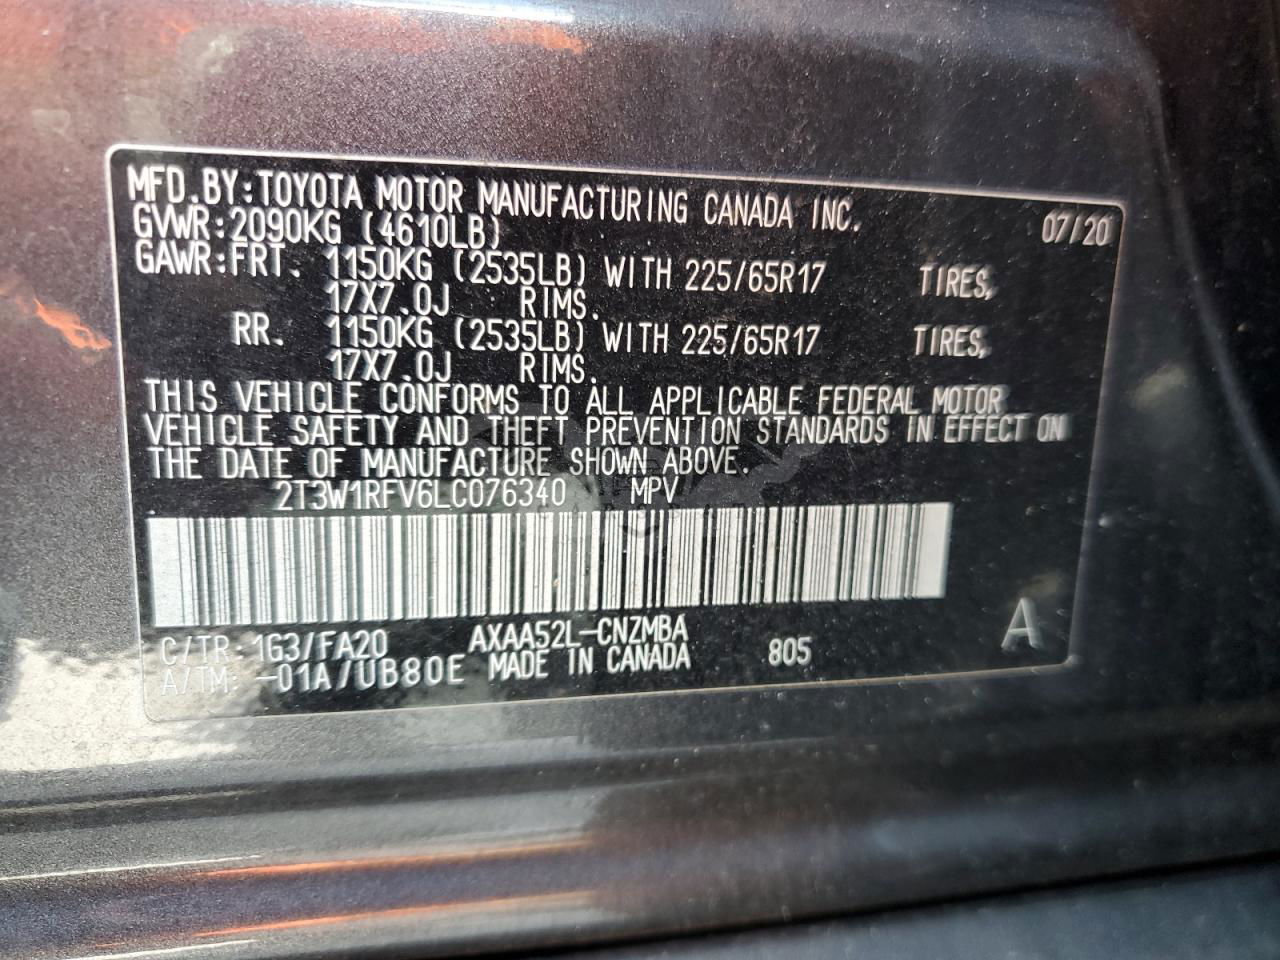 MFD.BY:TOYOTA MOTOR MANUFACTURING CANADA INC. 07/20
GVWR:2090KG (4610LB)
GAWR:FRT. 1150KG (2535LB) WITH 225/65R17 TIRES,
17X7.0J RIMS.
RR. 1150KG (2535LB) WITH 225/65R17 TIRES,
17X7.0J RIMS.
THIS VEHICLE CONFORMS TO ALL APPLICABLE FEDERAL MOTOR
VEHICLE SAFETY AND THEFT PREVENTION STANDARDS IN EFFECT ON
THE DATE OF MANUFACTURE SHOWN ABOVE.
2T3W1RFV6LC076340 MPV
C/TR:1G3/FA20 AXAA52L-CNZMBA 805 A
A/TM: -01A/UB80E MADE IN CANADA